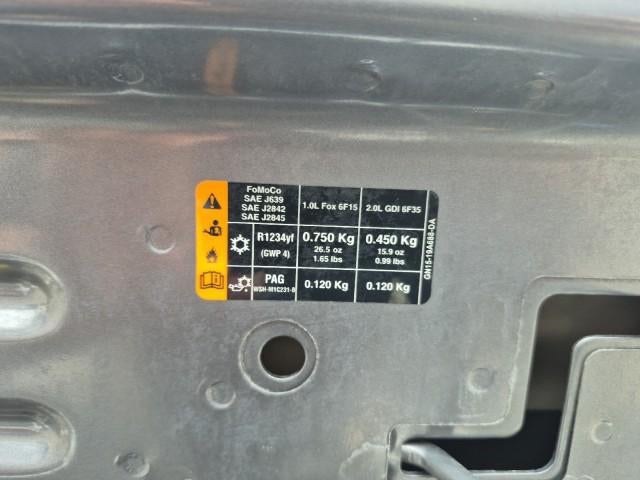 FoMoCo
SAE J639
SAE J2842
SAE J2845
1.0L Fox 6F15
2.0L GDI 6F35
R1234yf
(GWP 4)
0.750 Kg
26.5 oz
1.65 lbs
0.450 Kg
15.9 oz
0.99 lbs
PAG
WSH-M1C231-B
0.120 Kg
0.120 Kg
GN15-19A688-DA